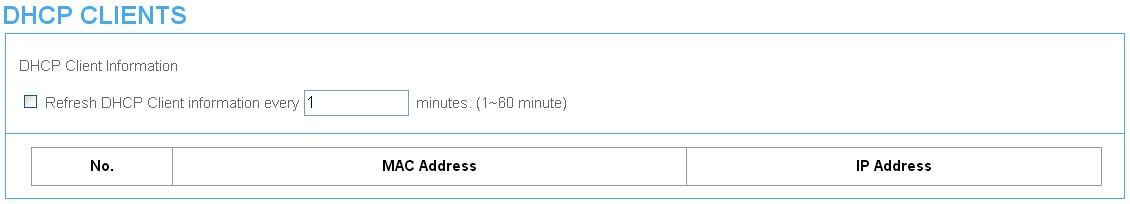 DHCP CLIENTS
DHCP Client Information
Refresh DHCP Client information every 1 minutes. (1~60 minute)
No. MAC Address IP Address